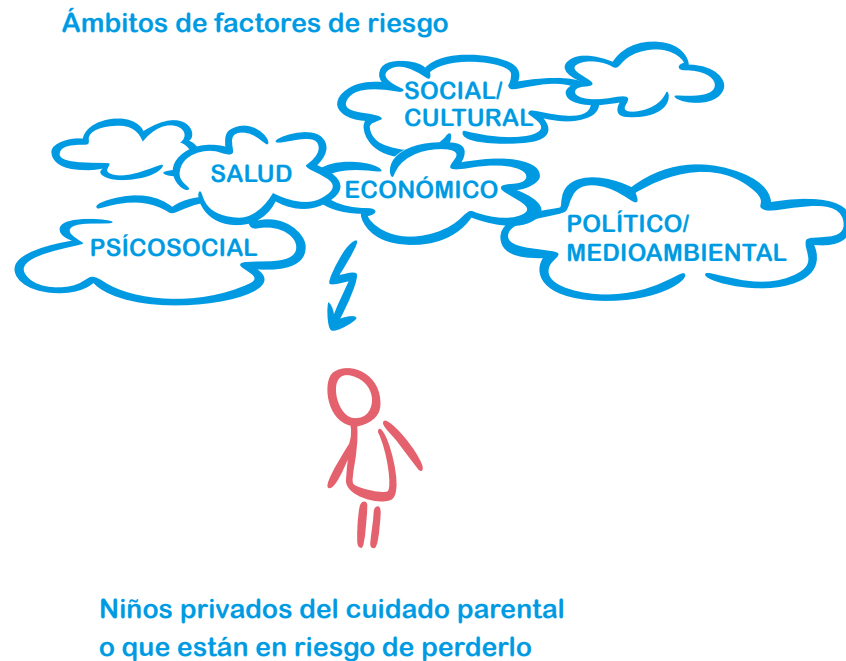 Ámbitos de factores de riesgo
SOCIAL/
CULTURAL
SALUD
ECONÓMICO
PSÍCOSOCIAL
POLÍTICO/
MEDIOAMBIENTAL
Niños privados del cuidado parental
o que están en riesgo de perderlo